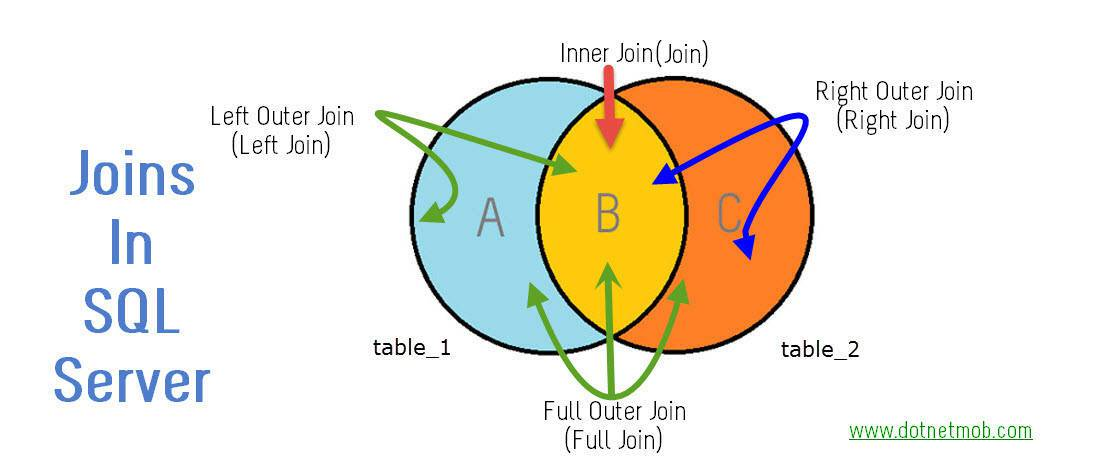 Joins
In
SQL
Server
Inner Join(Join)
Left Outer Join
(Left Join)
Right Outer Join
(Right Join)
A
B
C
table_1
table_2
Full Outer Join
(Full Join)
www.dotnetmob.com